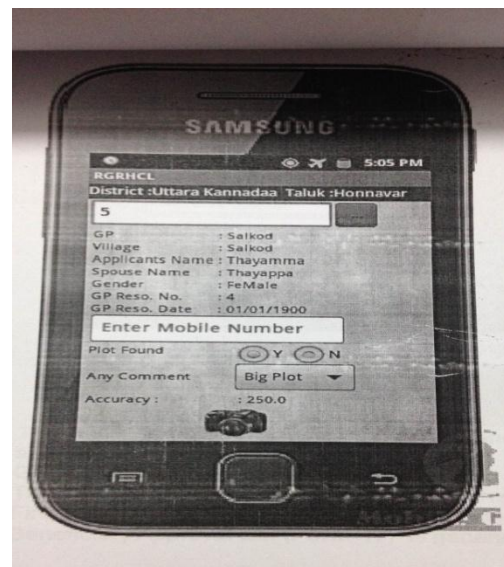 SAMSUNG
5:05 PM
RGRHCL
District :Uttara Kannadaa Taluk :Honnavar
5
GP : Salkod
Village : Salkod
Applicants Name : Thayamma
Spouse Name : Thayappa
Gender : FeMale
GP Reso. No. : 4
GP Reso. Date : 01/01/1900
Enter Mobile Number
Plot Found Y N
Any Comment Big Plot
Accuracy : : 250.0